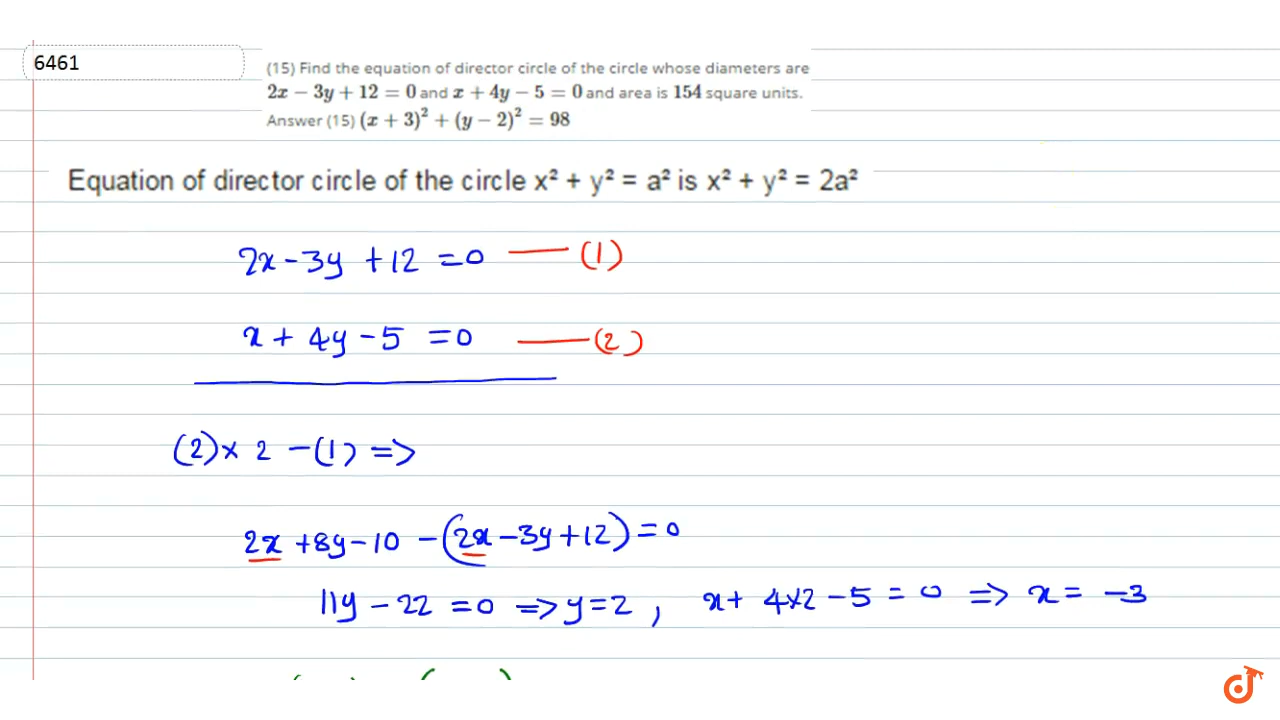 6461
(15) Find the equation of director circle of the circle whose diameters are
2x − 3y + 12 = 0 and x + 4y − 5 = 0 and area is 154 square units.
Answer (15) (x + 3)² + (y − 2)² = 98
Equation of director circle of the circle x² + y² = a² is x² + y² = 2a²
2x - 3y + 12 = 0 —— (1)
x + 4y - 5 = 0 —— (2)
(2) × 2 - (1) =>
2x + 8y - 10 - (2x - 3y + 12) = 0
11y - 22 = 0 => y = 2 , x + 4×2 - 5 = 0 => x = -3